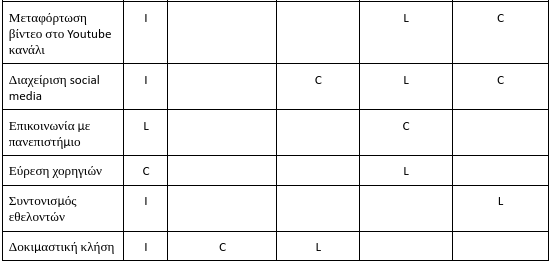 Μεταφόρτωση I L C
βίντεο στο Youtube
κανάλι
Διαχείριση social I C L C
media
Επικοινωνία με L C
πανεπιστήμιο
Εύρεση χορηγιών C L
Συντονισμός I L
εθελοντών
Δοκιμαστική κλήση I C L